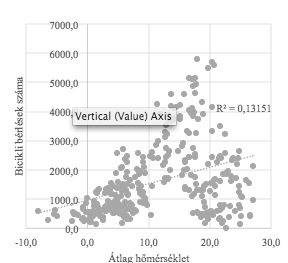 7000,0
6000,0
5000,0
R² = 0,13151
4000,0
Vertical (Value) Axis
3000,0
2000,0
1000,0
0,0
-10,0 0,0 10,0 20,0 30,0
Bicikli bérlések száma
Átlag hőmérséklet